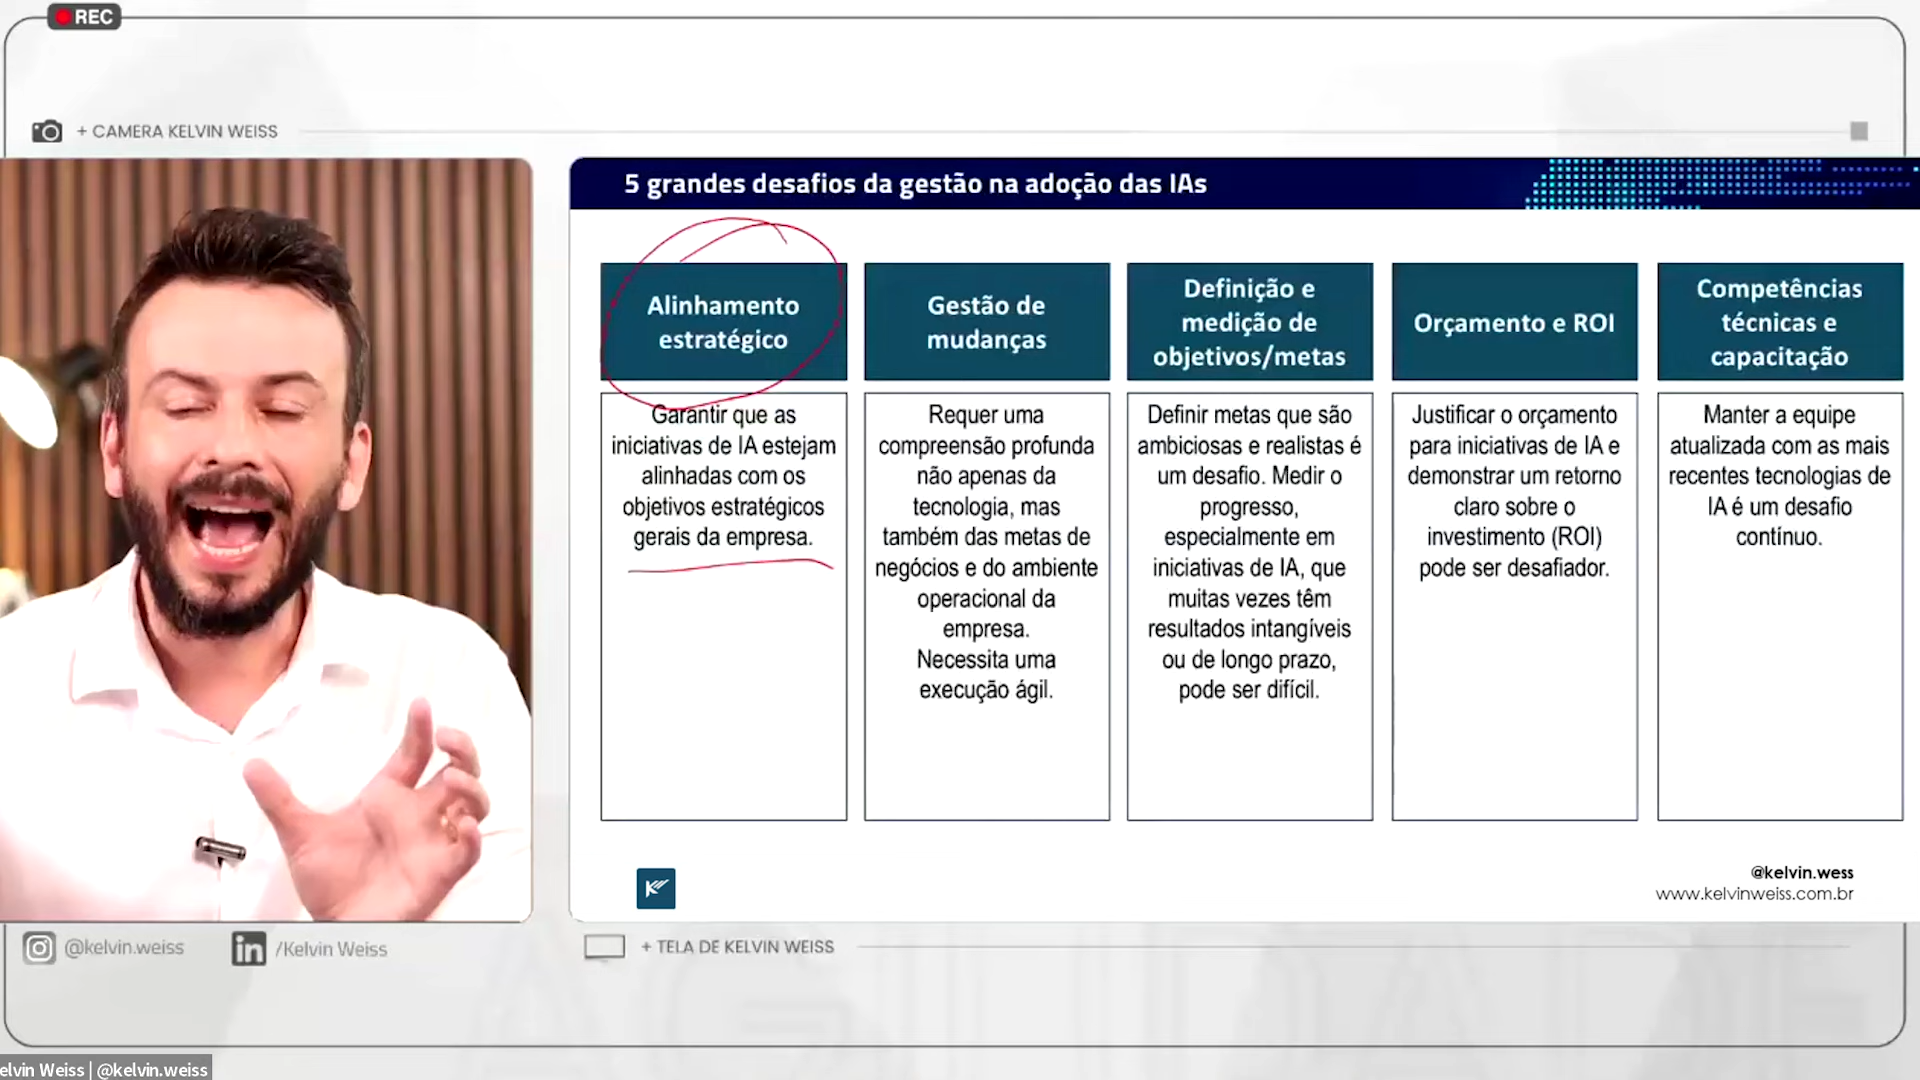 REC
+ CAMERA KELVIN WEISS
5 grandes desafios da gestão na adoção das IAs
Alinhamento
estratégico
Garantir que as
iniciativas de IA estejam
alinhadas com os
objetivos estratégicos
gerais da empresa.
Gestão de
mudanças
Requer uma
compreensão profunda
não apenas da
tecnologia, mas
também das metas de
negócios e do ambiente
operacional da
empresa.
Necessita uma
execução ágil.
Definição e
medição de
objetivos/metas
Definir metas que são
ambiciosas e realistas é
um desafio. Medir o
progresso,
especialmente em
iniciativas de IA, que
muitas vezes têm
resultados intangíveis
ou de longo prazo,
pode ser difícil.
Orçamento e ROI
Justificar o orçamento
para iniciativas de IA e
demonstrar um retorno
claro sobre o
investimento (ROI)
pode ser desafiador.
Competências
técnicas e
capacitação
Manter a equipe
atualizada com as mais
recentes tecnologias de
IA é um desafio
contínuo.
@kelvin.wess
www.kelvinweiss.com.br
@kelvin.weiss
in /Kelvin Weiss
+ TELA DE KELVIN WEISS
elvin Weiss | @kelvin.weiss